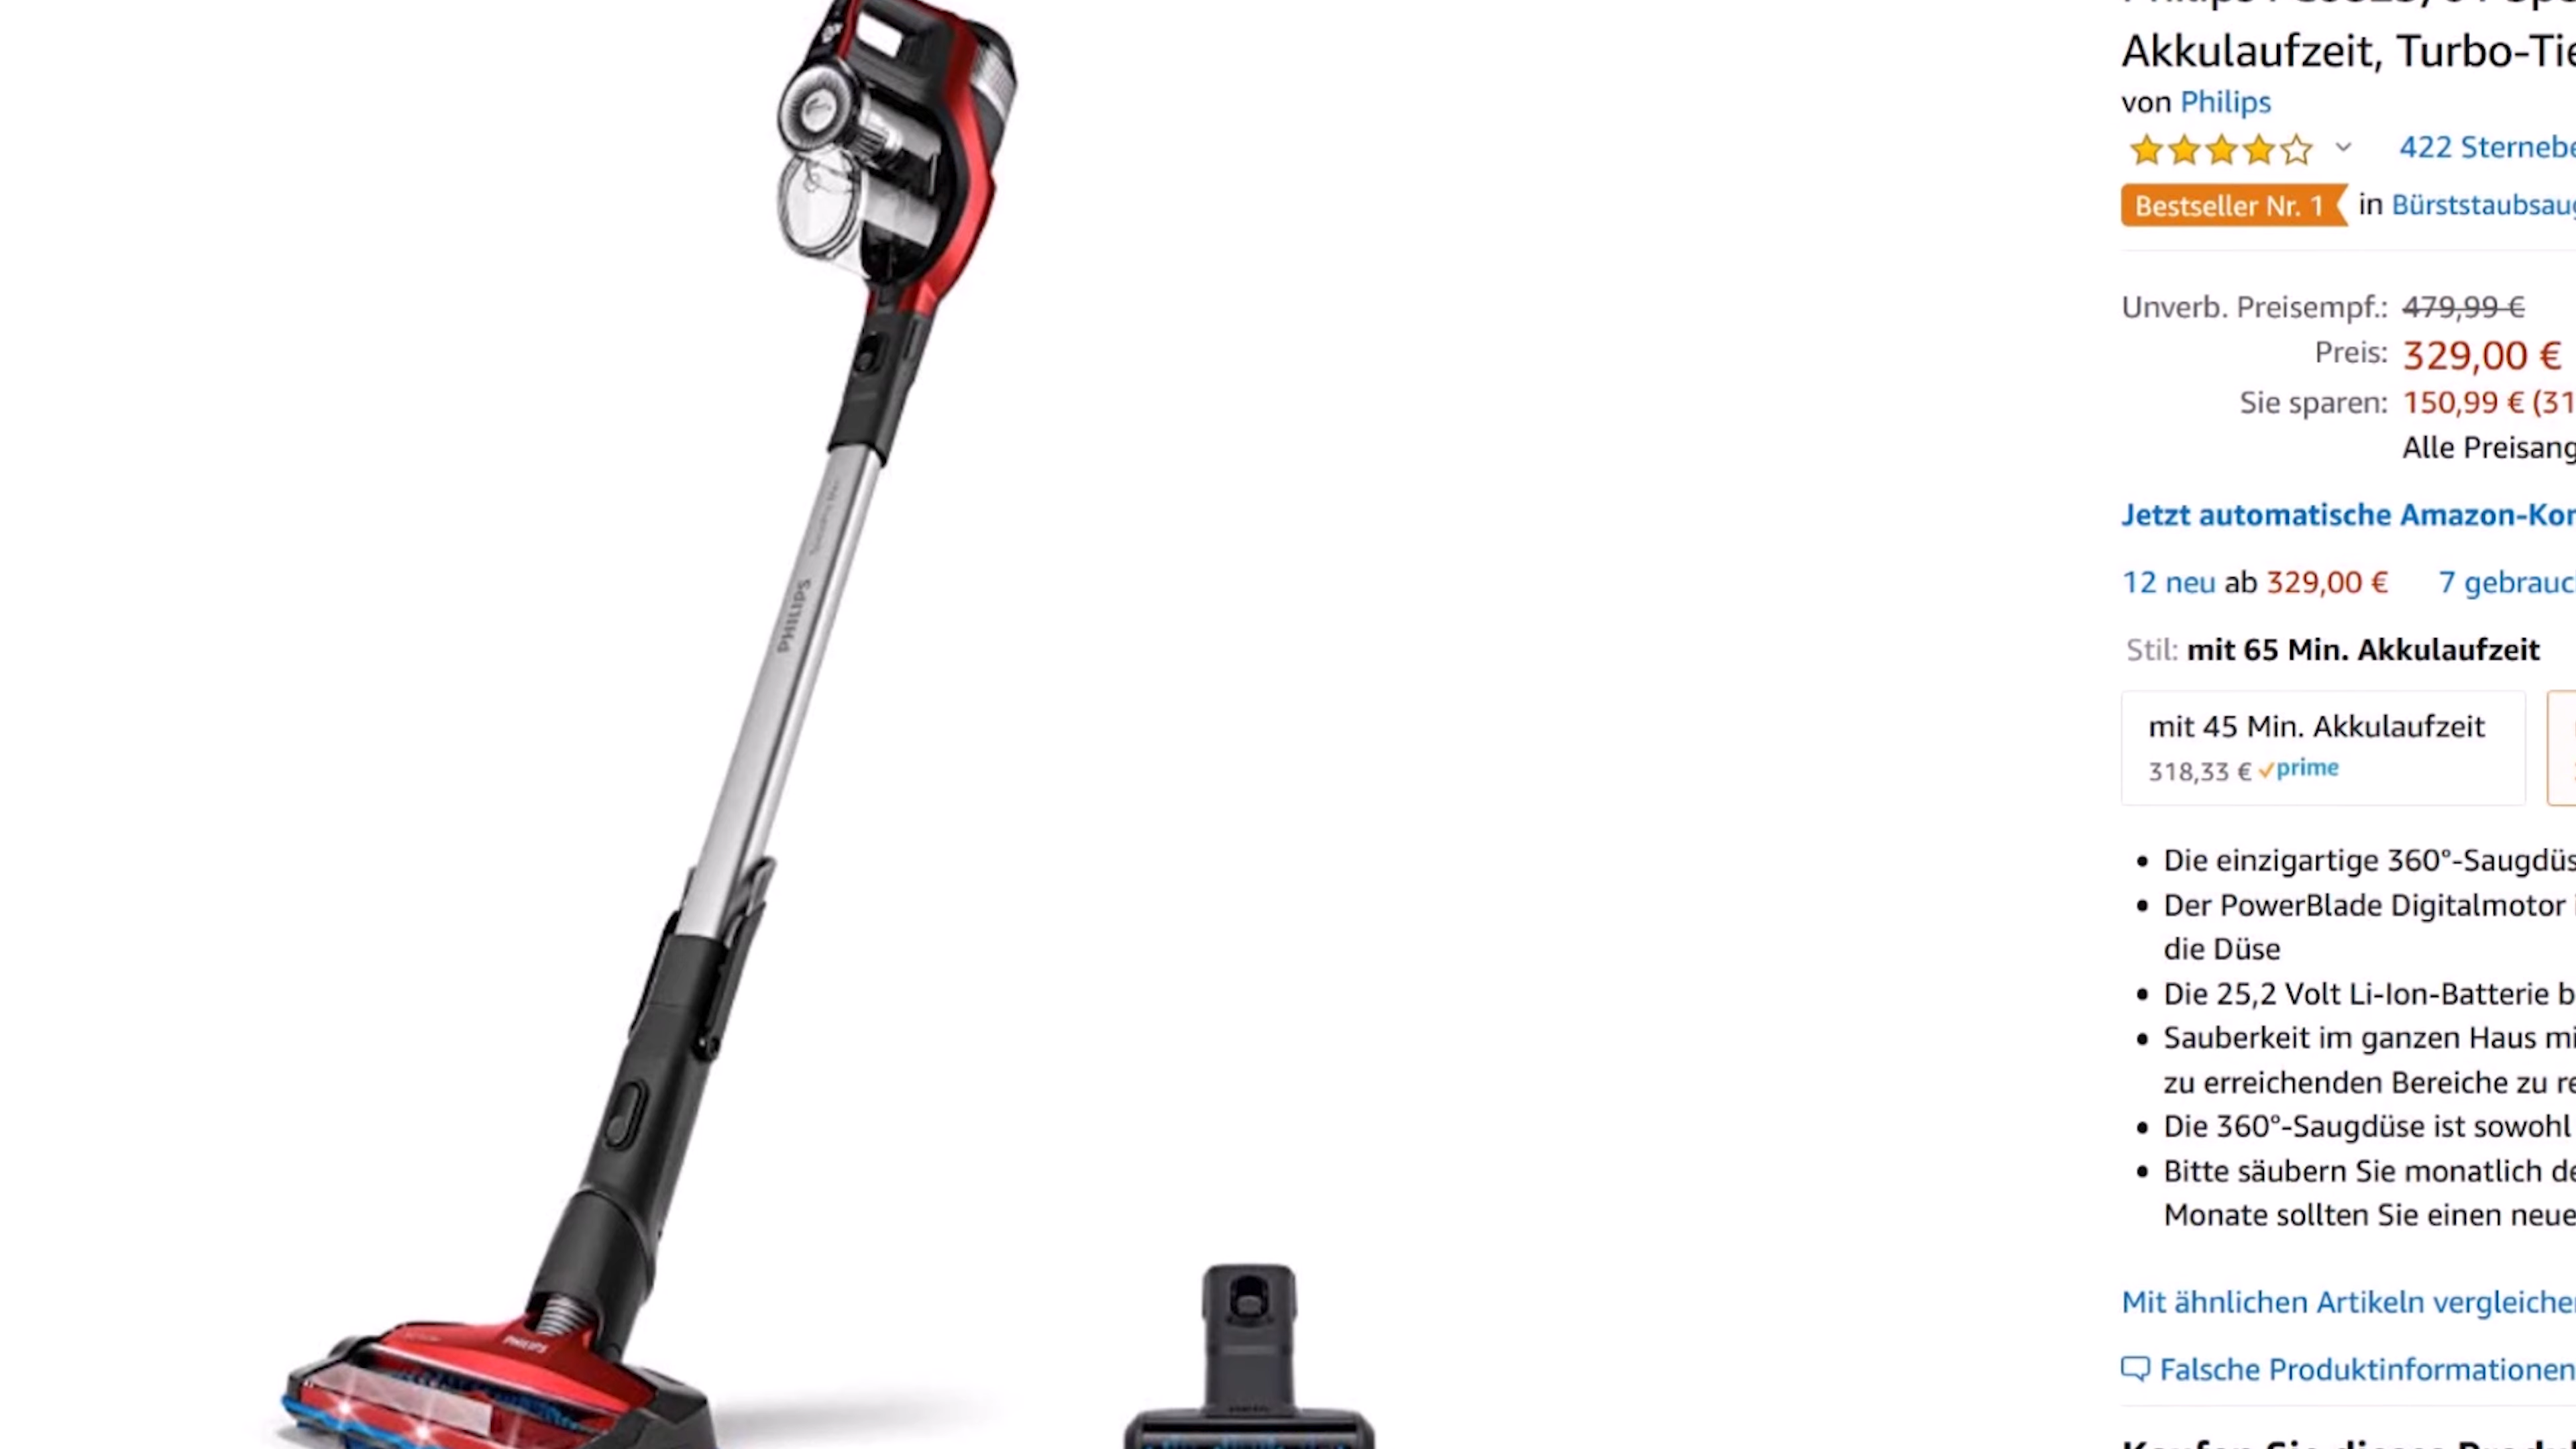 Akkulaufzeit, Turbo-Tie
von Philips
422 Sternebe
Bestseller Nr. 1 in Bürststaubsaug
Unverb. Preisempf.: 479,99 €
Preis: 329,00 €
Sie sparen: 150,99 € (31
Alle Preisang
Jetzt automatische Amazon-Kon
12 neu ab 329,00 € 7 gebrauc
Stil: mit 65 Min. Akkulaufzeit
mit 45 Min. Akkulaufzeit
318,33 € prime
Die einzigartige 360°-Saugdüs
Der PowerBlade Digitalmotor i
die Düse
Die 25,2 Volt Li-Ion-Batterie b
Sauberkeit im ganzen Haus mi
zu erreichenden Bereiche zu re
Die 360°-Saugdüse ist sowohl
Bitte säubern Sie monatlich de
Monate sollten Sie einen neue
Mit ähnlichen Artikeln vergleichen
Falsche Produktinformationen
PHILIPS
PHILIPS